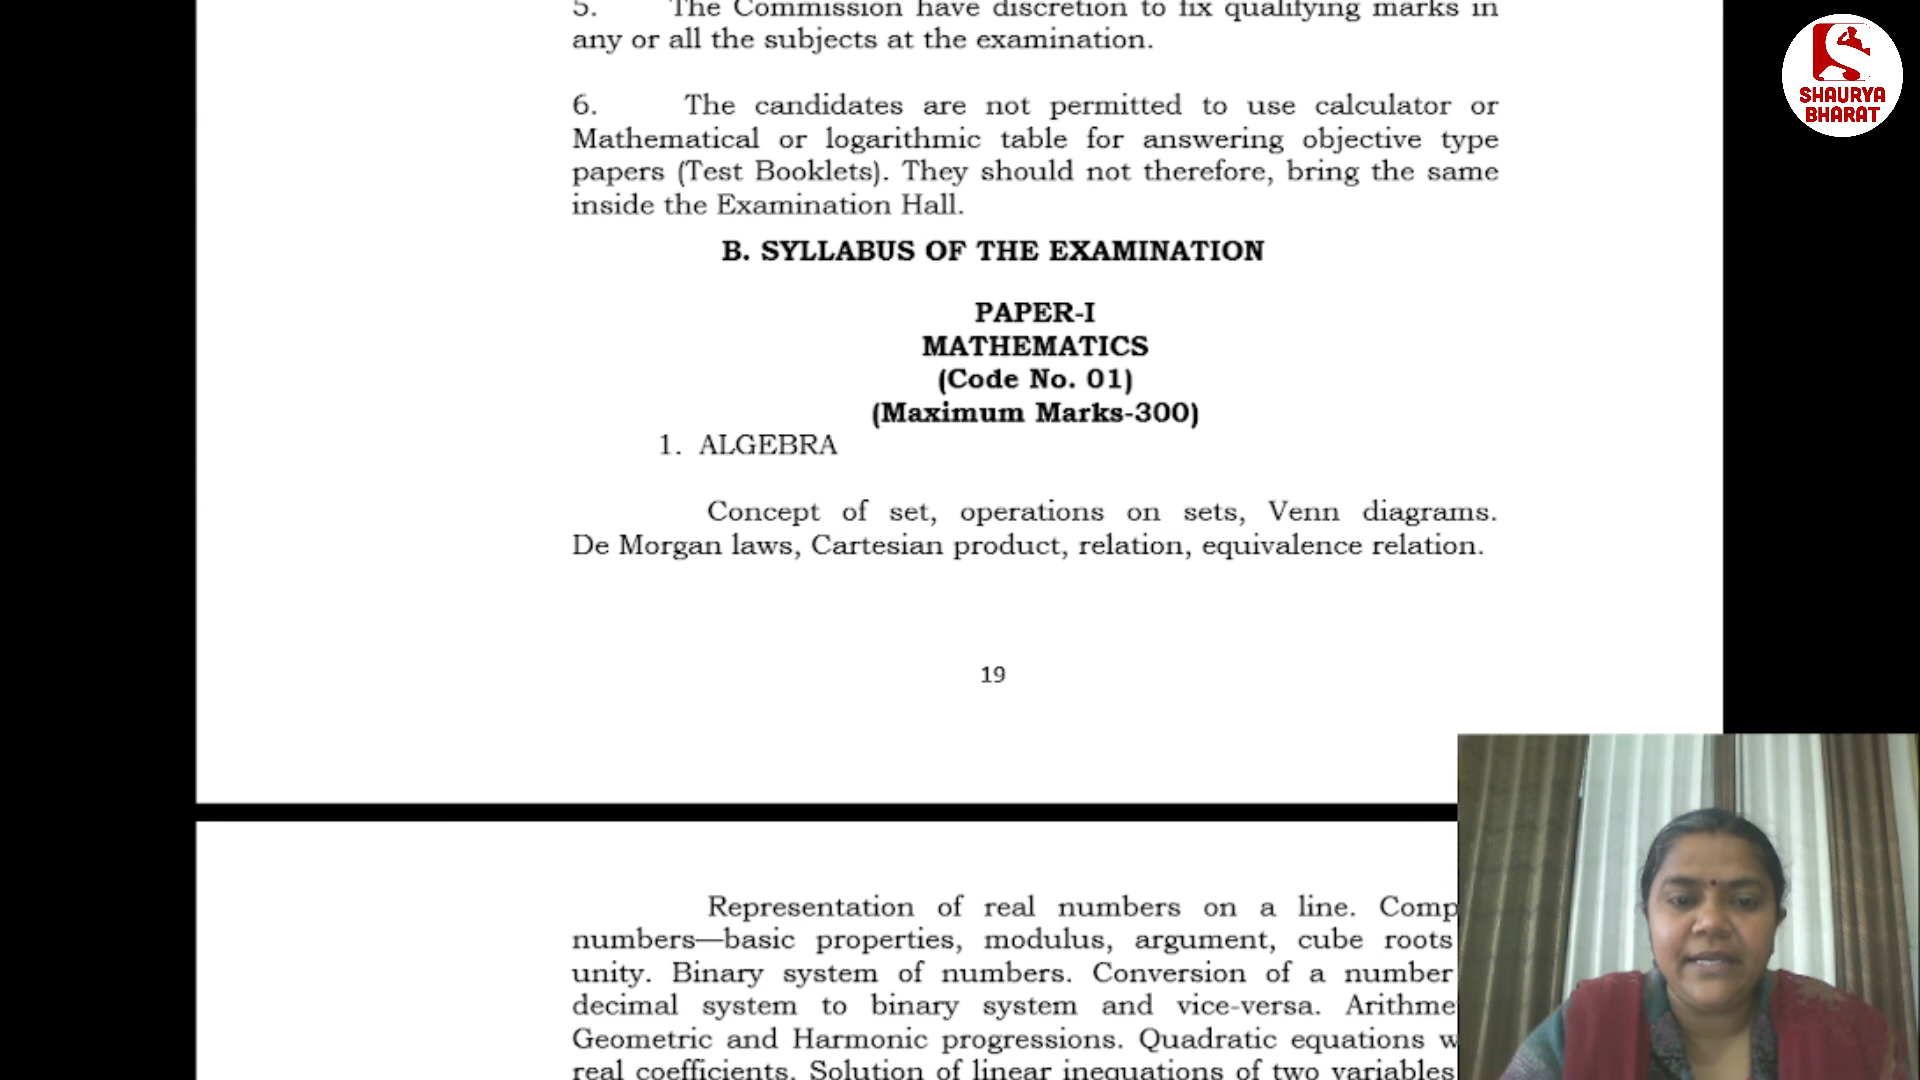 5. The Commission have discretion to fix qualifying marks in
any or all the subjects at the examination.
6. The candidates are not permitted to use calculator or
Mathematical or logarithmic table for answering objective type
papers (Test Booklets). They should not therefore, bring the same
inside the Examination Hall.
B. SYLLABUS OF THE EXAMINATION
PAPER-I
MATHEMATICS
(Code No. 01)
(Maximum Marks-300)
1. ALGEBRA
Concept of set, operations on sets, Venn diagrams.
De Morgan laws, Cartesian product, relation, equivalence relation.
19
Representation of real numbers on a line. Comp
numbers—basic properties, modulus, argument, cube roots
unity. Binary system of numbers. Conversion of a number
decimal system to binary system and vice-versa. Arithme
Geometric and Harmonic progressions. Quadratic equations w
real coefficients. Solution of linear inequations of two variables
SHAURYA
BHARAT